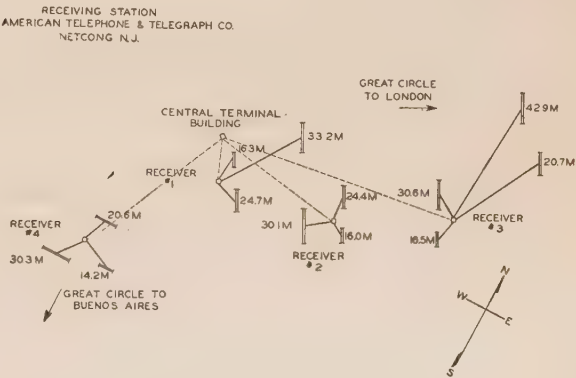 RECEIVING STATION
AMERICAN TELEPHONE & TELEGRAPH CO.
NETCONG N.J.
GREAT CIRCLE
TO LONDON
CENTRAL TERMINAL
BUILDING
42.9M
33.2M
16.3M
20.7M
RECEIVER
#1
24.7M
24.4M
30.6M
20.6M
RECEIVER
#4
30.1M
16.0M
16.5M
RECEIVER
#3
RECEIVER
#2
30.3M
14.2M
GREAT CIRCLE TO
BUENOS AIRES
N
W
E
S